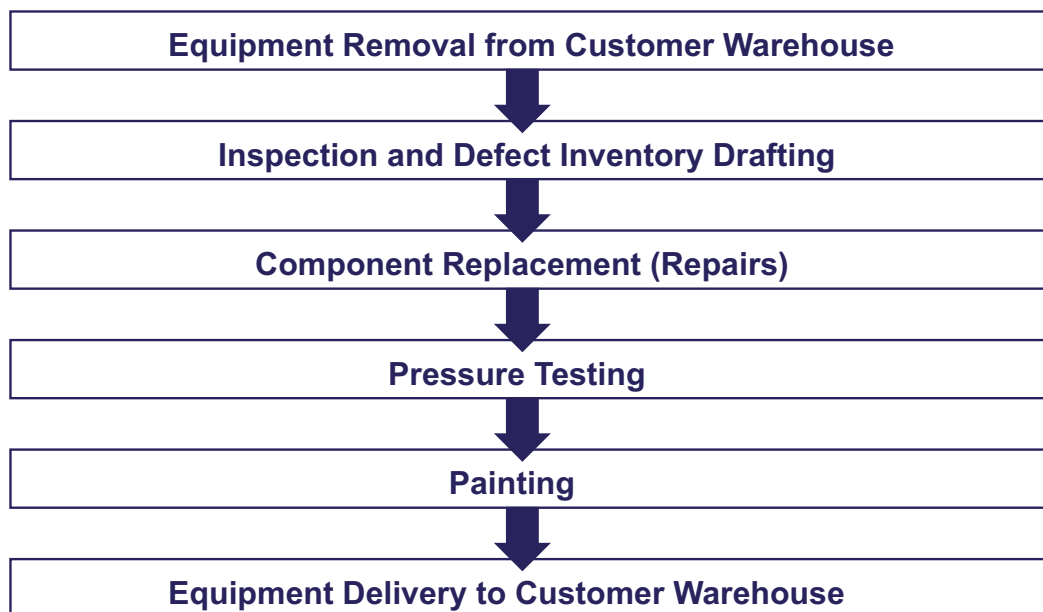 Equipment Removal from Customer Warehouse
Inspection and Defect Inventory Drafting
Component Replacement (Repairs)
Pressure Testing
Painting
Equipment Delivery to Customer Warehouse